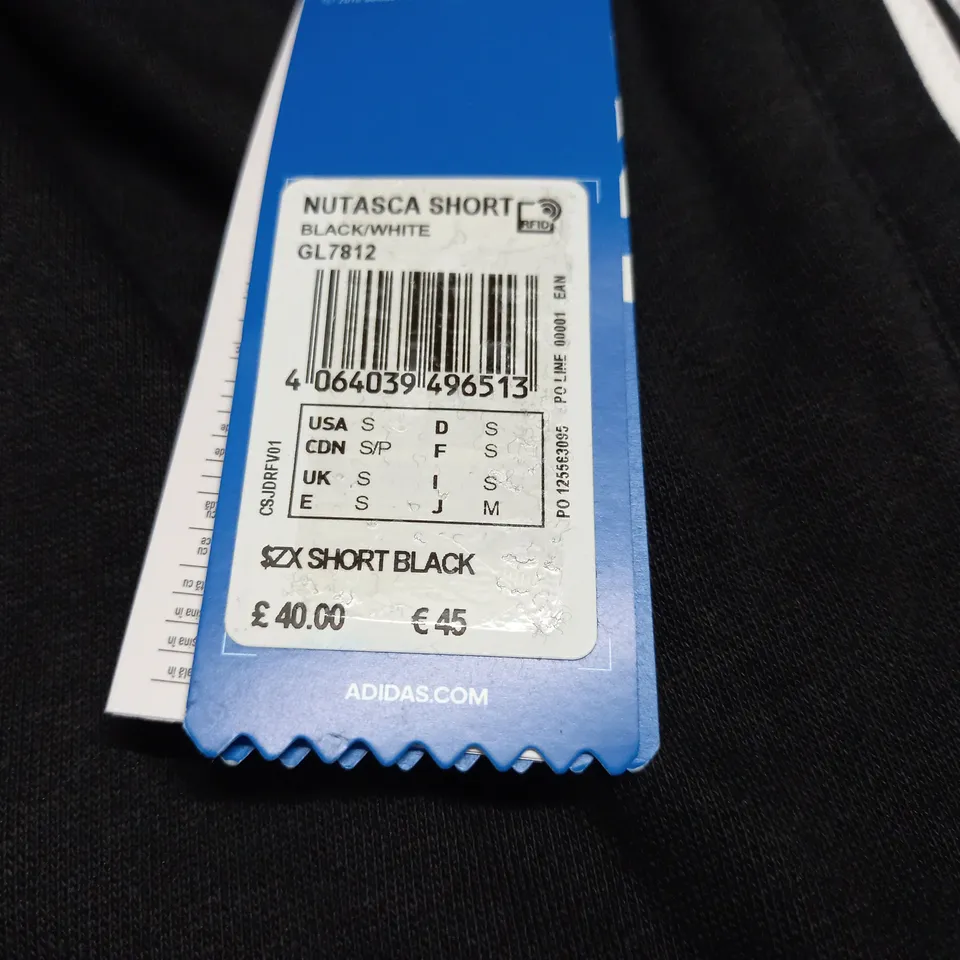 NUTASCA SHORT
RFID
BLACK/WHITE
GL7812
4 064039 496513
USA S D S
CDN S/P F S
UK S I S
E S J M
CSJDRFV01
PO 125563095 PO LINE 00001 EAN
$ZX SHORT BLACK
£ 40.00 € 45
ADIDAS.COM